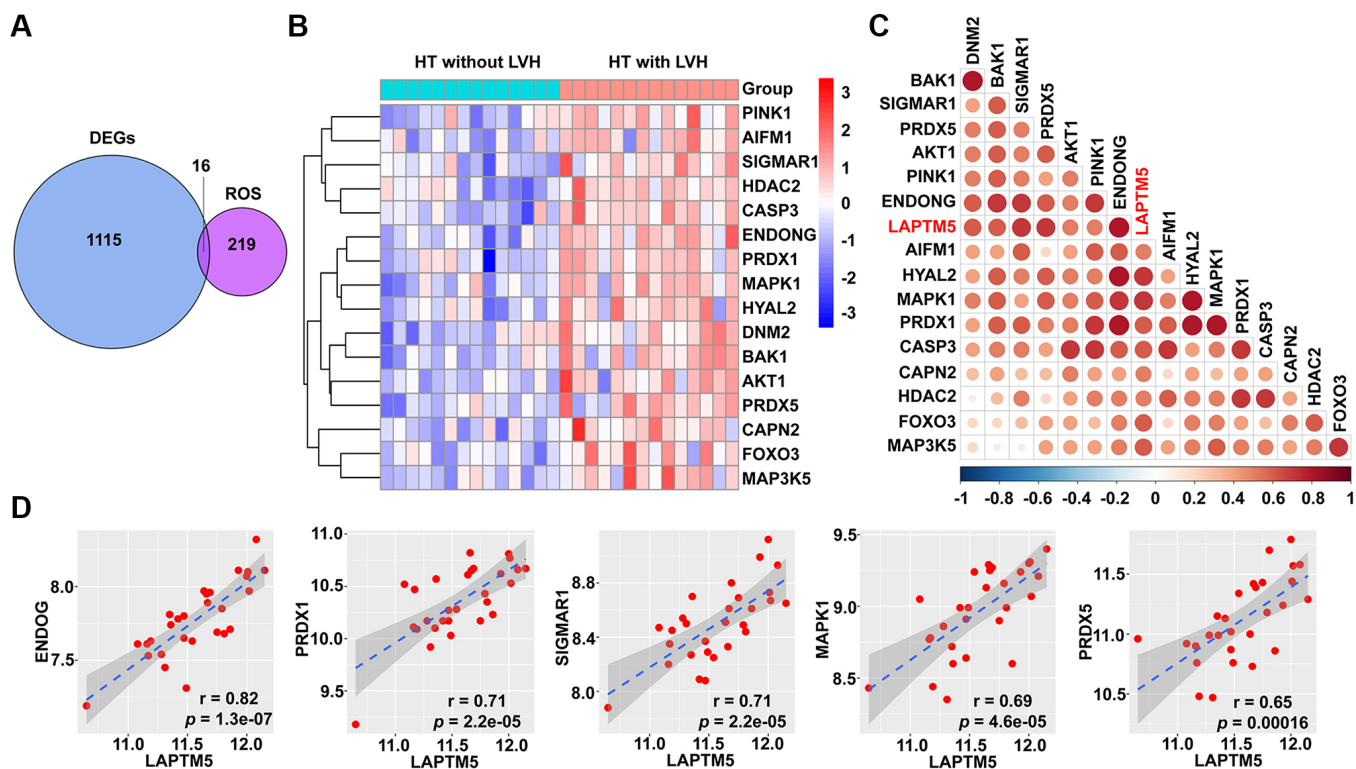 A
DEGs
16
ROS
1115
219
B
HT without LVH
HT with LVH
Group
PINK1
AIFM1
SIGMAR1
HDAC2
CASP3
ENDONG
PRDX1
MAPK1
HYAL2
DNM2
BAK1
AKT1
PRDX5
CAPN2
FOXO3
MAP3K5
3
2
1
0
-1
-2
-3
C
DNM2
BAK1
SIGMAR1
PRDX5
AKT1
PINK1
ENDONG
LAPTM5
AIFM1
HYAL2
MAPK1
PRDX1
CASP3
CAPN2
HDAC2
FOXO3
BAK1
SIGMAR1
PRDX5
AKT1
PINK1
ENDONG
LAPTM5
AIFM1
HYAL2
MAPK1
PRDX1
CASP3
CAPN2
HDAC2
FOXO3
MAP3K5
-1 -0.8 -0.6 -0.4 -0.2 0 0.2 0.4 0.6 0.8 1
D
ENDOG
8.0
7.5
r = 0.82
p = 1.3e-07
11.0 11.5 12.0
LAPTM5
PRDX1
11.0
10.5
10.0
9.5
r = 0.71
p = 2.2e-05
11.0 11.5 12.0
LAPTM5
SIGMAR1
8.8
8.4
8.0
r = 0.71
p = 2.2e-05
11.0 11.5 12.0
LAPTM5
MAPK1
9.5
9.0
8.5
r = 0.69
p = 4.6e-05
11.0 11.5 12.0
LAPTM5
PRDX5
11.5
11.0
10.5
r = 0.65
p = 0.00016
11.0 11.5 12.0
LAPTM5